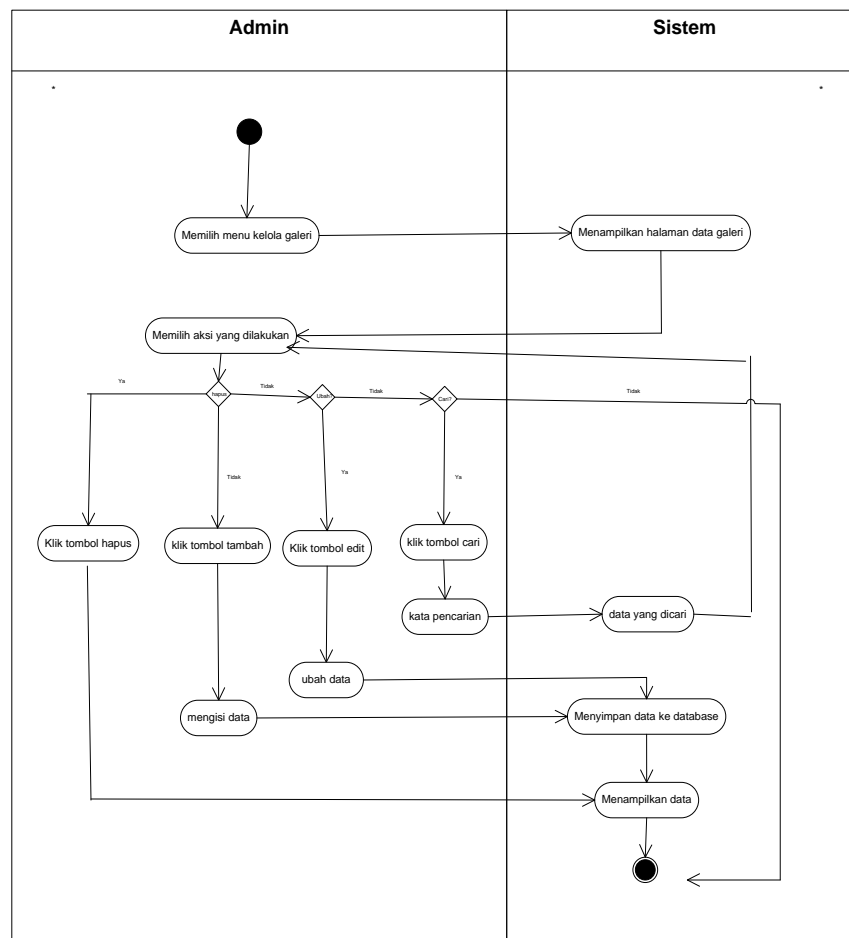 Admin
Sistem
Memilih menu kelola galeri
Menampilkan halaman data galeri
Memilih aksi yang dilakukan
Ya
hapus
Tidak
Ubah?
Tidak
Cari?
Tidak
Tidak
Ya
Ya
Klik tombol hapus
klik tombol tambah
Klik tombol edit
klik tombol cari
kata pencarian
data yang dicari
ubah data
mengisi data
Menyimpan data ke database
Menampilkan data